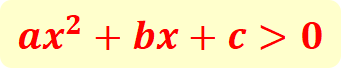 ax² + bx + c > 0